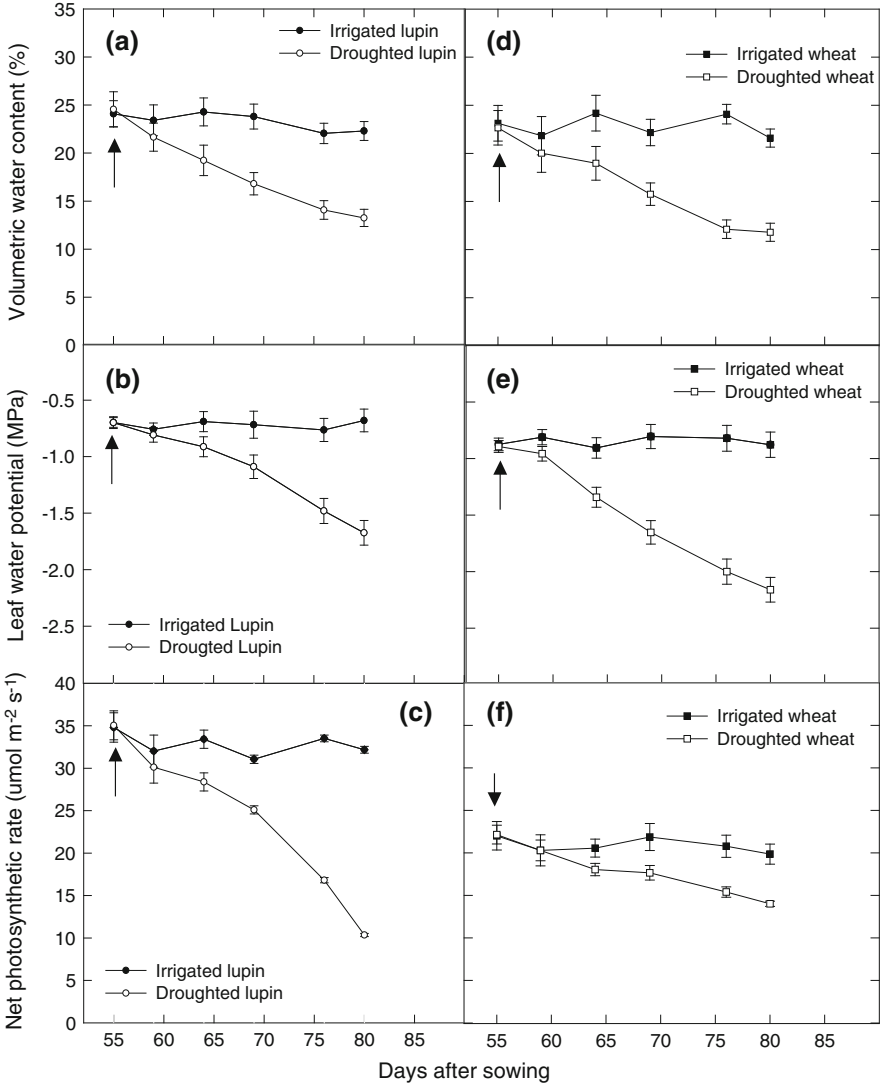 Volumetric water content (%)
35
30
25
20
15
10
5
0
(a)
Irrigated lupin
Droughted lupin
(d)
Irrigated wheat
Droughted wheat
Leaf water potential (MPa)
-0.5
-1.0
-1.5
-2.0
-2.5
(b)
Irrigated Lupin
Drougted Lupin
(e)
Irrigated wheat
Droughted wheat
Net photosynthetic rate (umol m-2 s-1)
40
35
30
25
20
15
10
5
0
(c)
Irrigated lupin
Droughted lupin
(f)
Irrigated wheat
Droughted wheat
55 60 65 70 75 80 85 55 60 65 70 75 80 85
Days after sowing